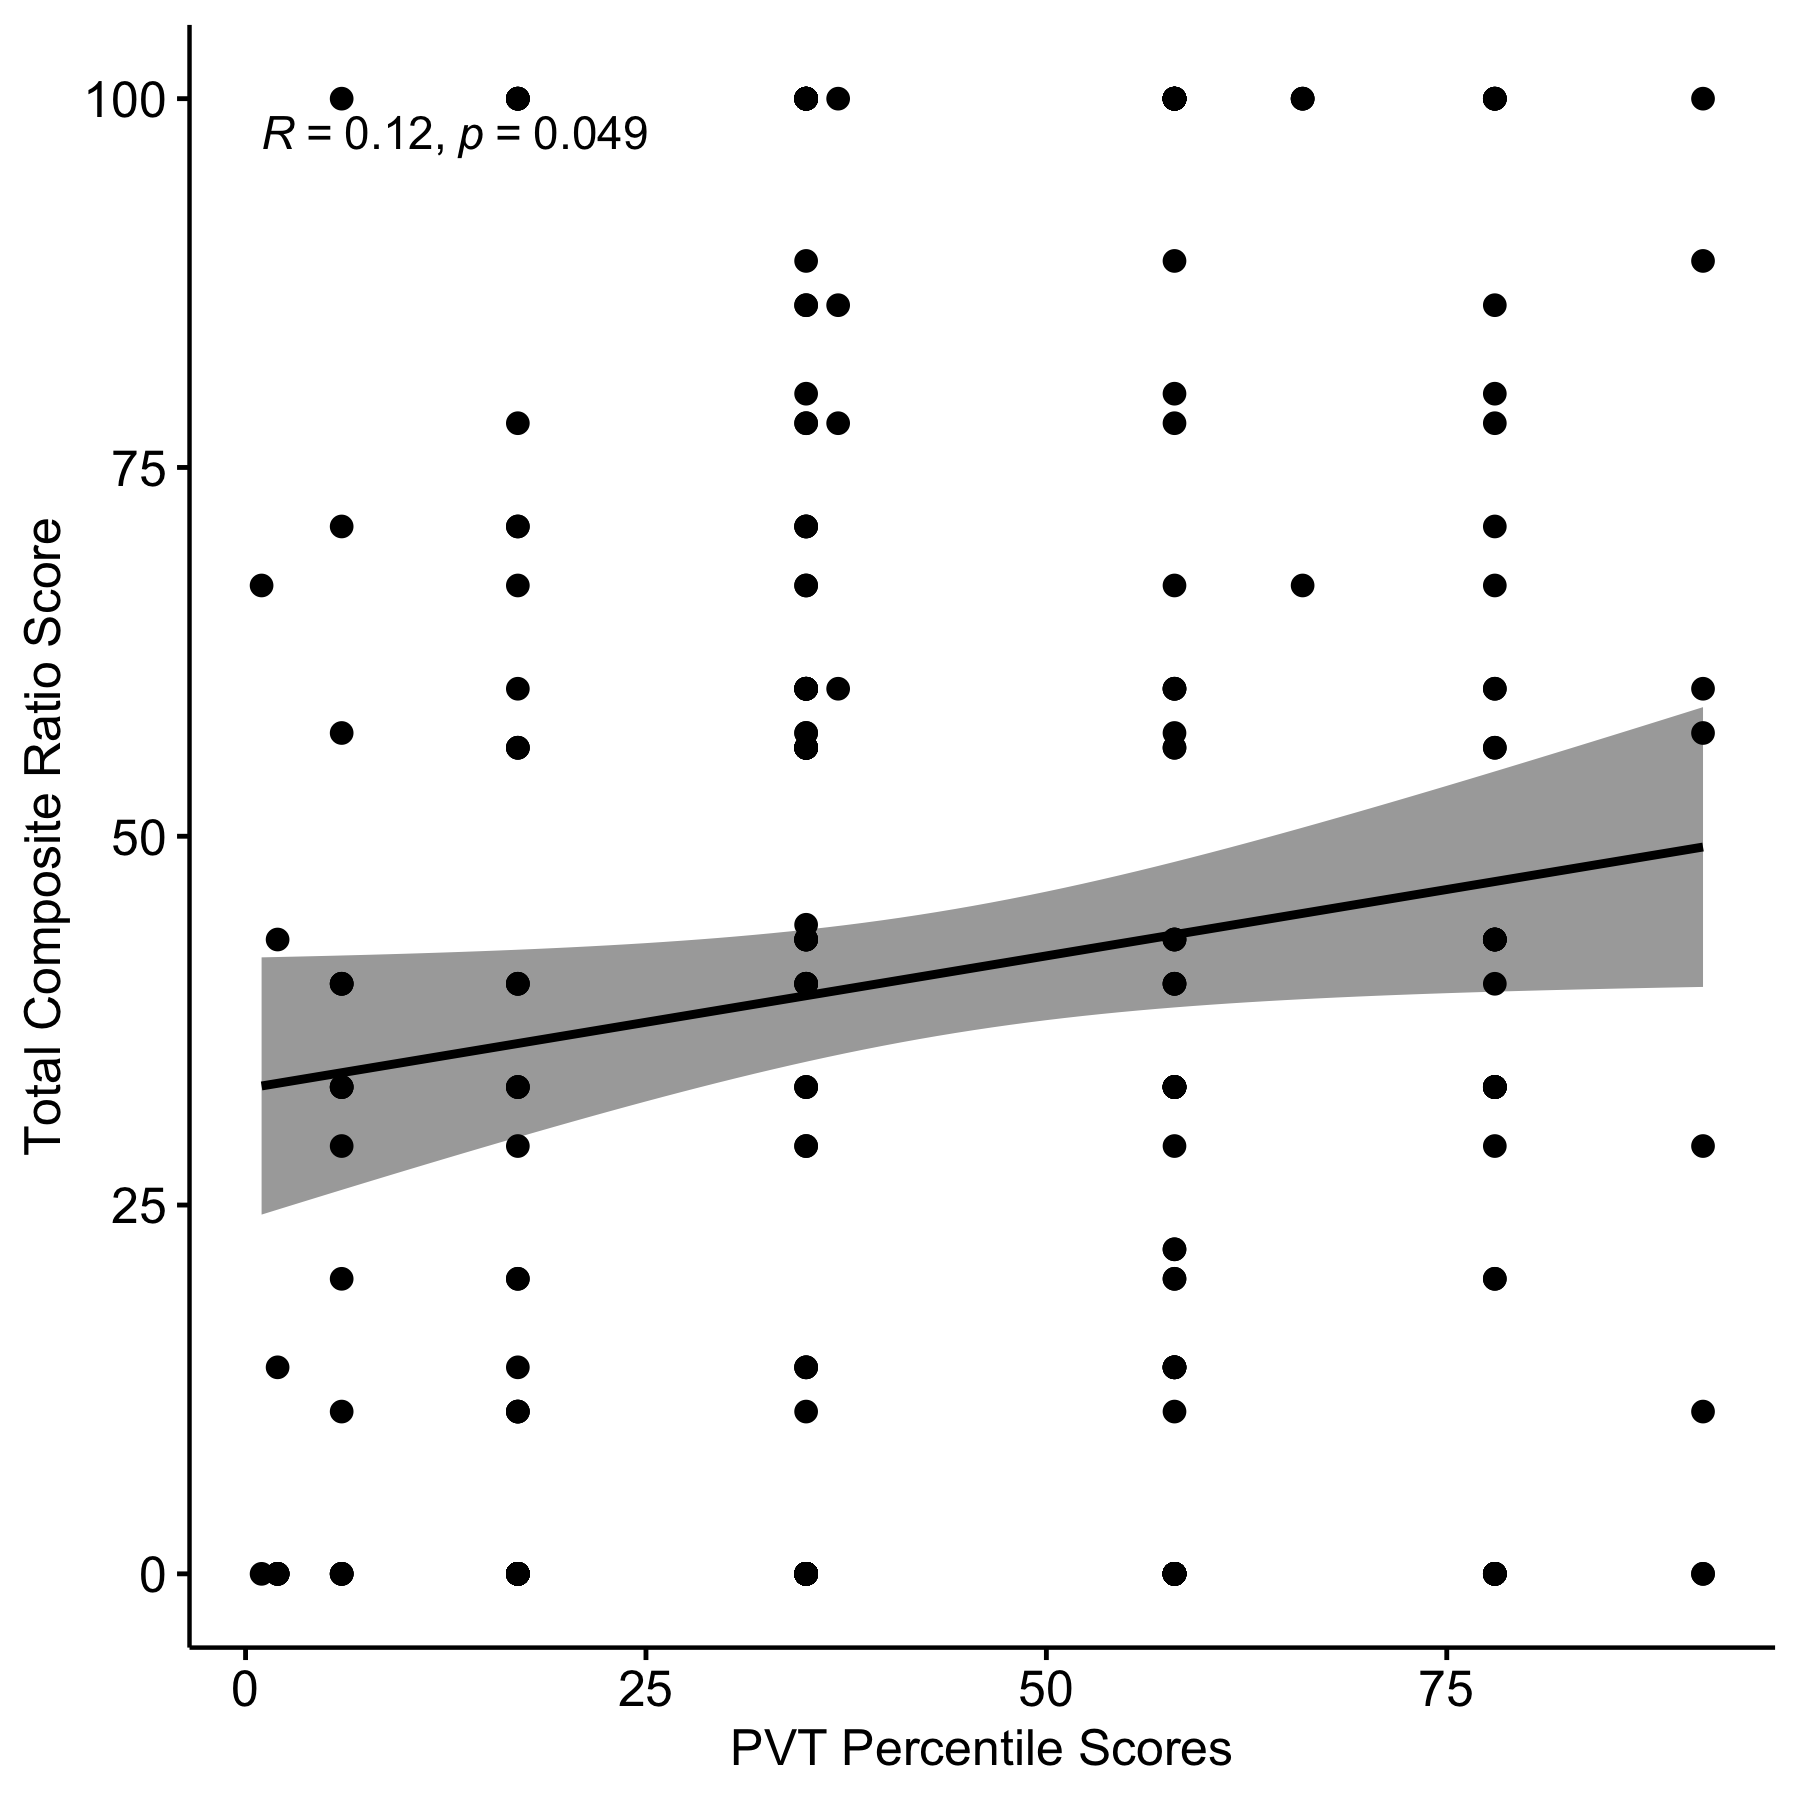 100
R = 0.12, p = 0.049
75
50
25
0
Total Composite Ratio Score
0 25 50 75
PVT Percentile Scores